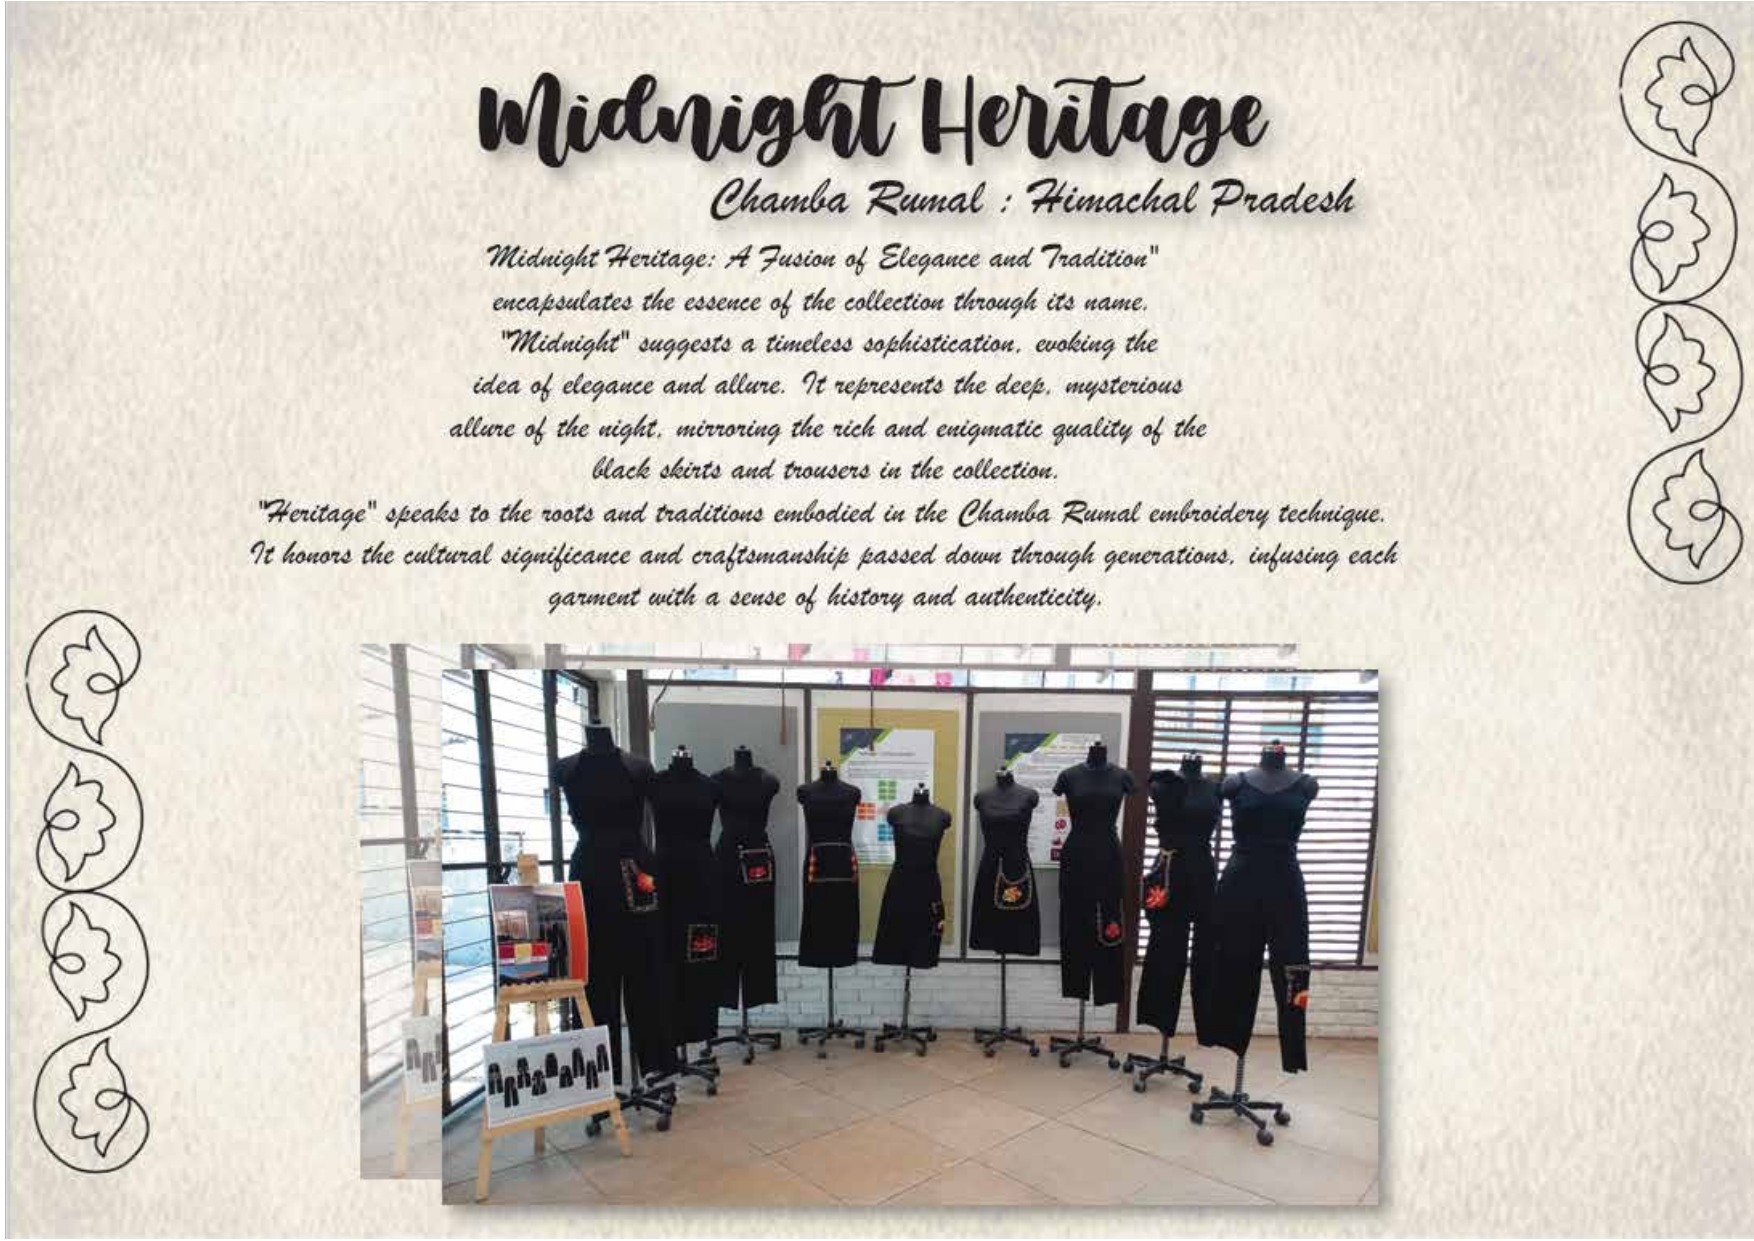 Midnight Heritage
Chamba Rumal : Himachal Pradesh
Midnight Heritage: A Fusion of Elegance and Tradition"
encapsulates the essence of the collection through its name.
"Midnight" suggests a timeless sophistication, evoking the
idea of elegance and allure. It represents the deep, mysterious
allure of the night, mirroring the rich and enigmatic quality of the
black skirts and trousers in the collection.
"Heritage" speaks to the roots and traditions embodied in the Chamba Rumal embroidery technique.
It honors the cultural significance and craftsmanship passed down through generations, infusing each
garment with a sense of history and authenticity.